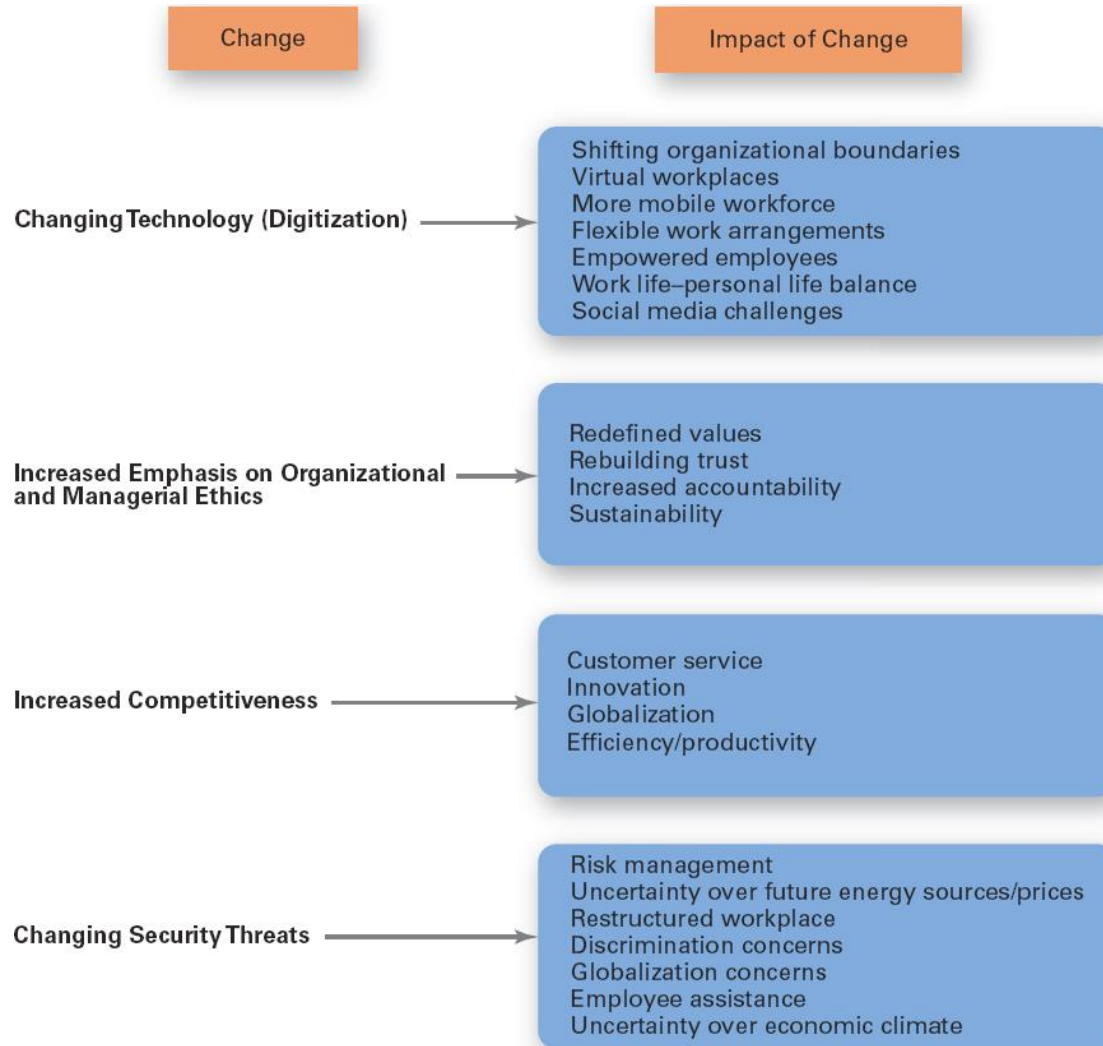 Change
Impact of Change
Changing Technology (Digitization)
Shifting organizational boundaries
Virtual workplaces
More mobile workforce
Flexible work arrangements
Empowered employees
Work life–personal life balance
Social media challenges
Increased Emphasis on Organizational
and Managerial Ethics
Redefined values
Rebuilding trust
Increased accountability
Sustainability
Increased Competitiveness
Customer service
Innovation
Globalization
Efficiency/productivity
Changing Security Threats
Risk management
Uncertainty over future energy sources/prices
Restructured workplace
Discrimination concerns
Globalization concerns
Employee assistance
Uncertainty over economic climate